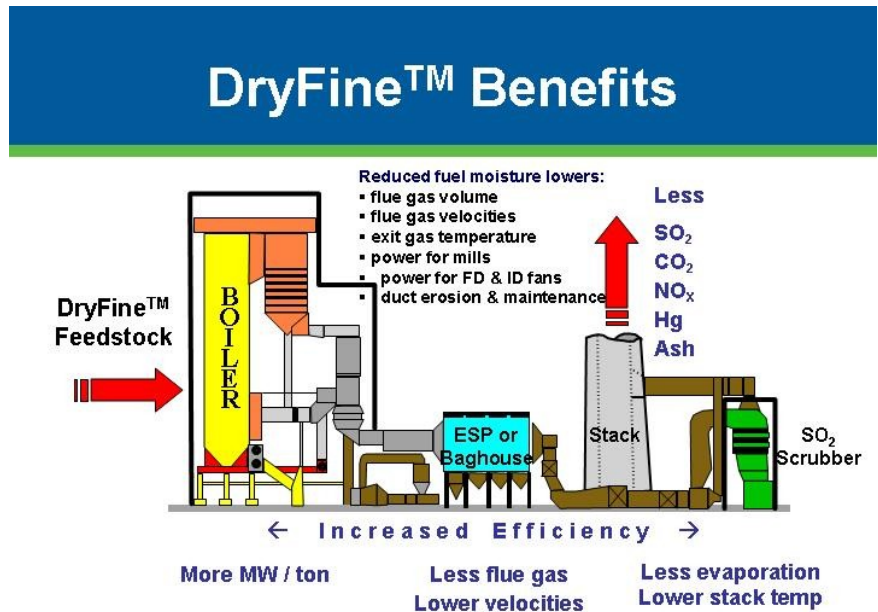 DryFine™ Benefits
Reduced fuel moisture lowers:
▪ flue gas volume
▪ flue gas velocities
▪ exit gas temperature
▪ power for mills
▪ power for FD & ID fans
▪ duct erosion & maintenance
Less
SO₂
CO₂
NOₓ
Hg
Ash
DryFine™
Feedstock
BOILER
ESP or
Baghouse
Stack
SO₂
Scrubber
← Increased Efficiency →
More MW / ton
Less flue gas
Lower velocities
Less evaporation
Lower stack temp